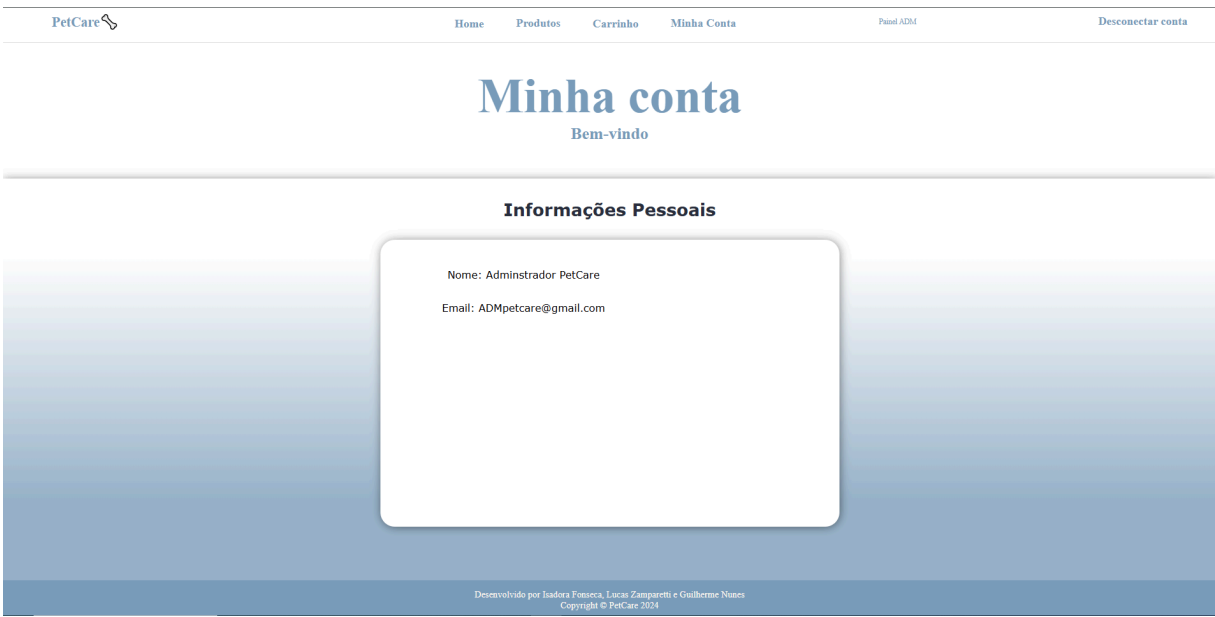 PetCare
Home Produtos Carrinho Minha Conta Painel ADM Desconectar conta
Minha conta
Bem-vindo
Informações Pessoais
Nome: Adminstrador PetCare
Email: ADMpetcare@gmail.com
Desenvolvido por Isadora Fonseca, Lucas Zamparetti e Guilherme Nunes
Copyright © PetCare 2024